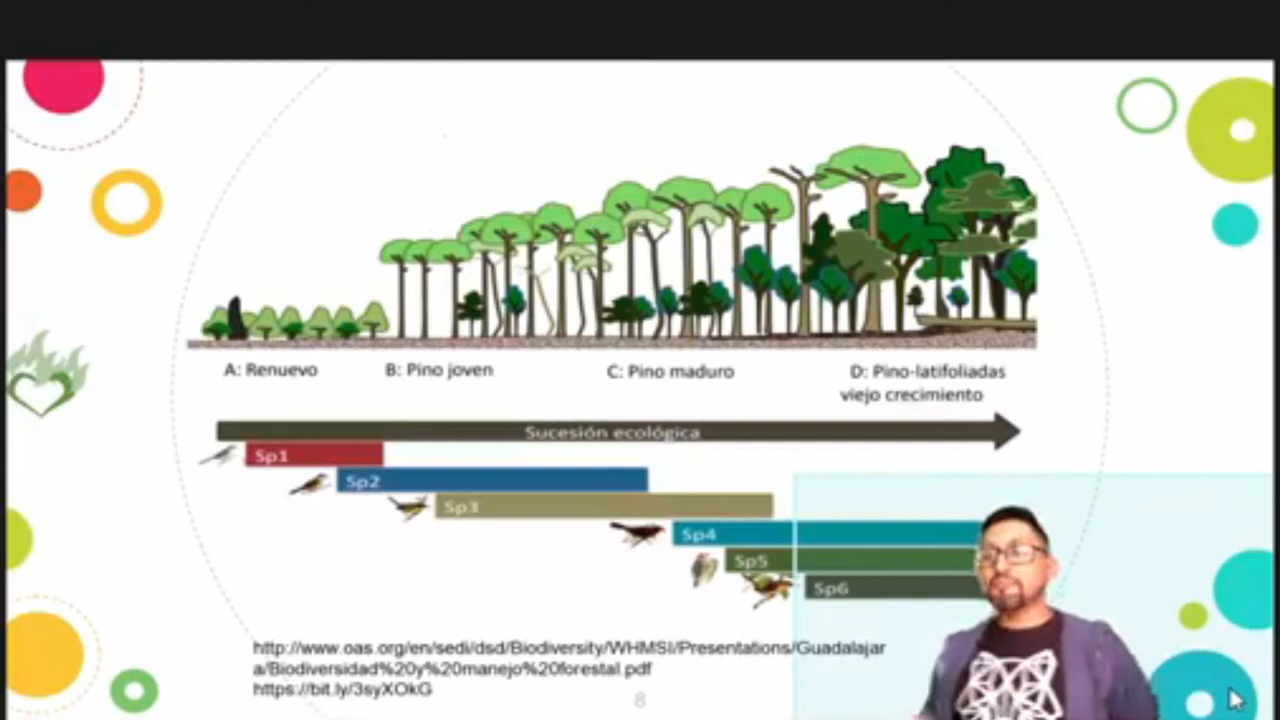 A: Renuevo
B: Pino joven
C: Pino maduro
D: Pino-latifoliadas
viejo crecimiento
Sucesión ecológica
Sp1
Sp2
Sp3
Sp4
Sp5
Sp6
http://www.oas.org/en/sedi/dsd/Biodiversity/WHMSI/Presentations/Guadalajar
a/Biodiversidad%20y%20manejo%20forestal.pdf
https://bit.ly/3syXOkG
8